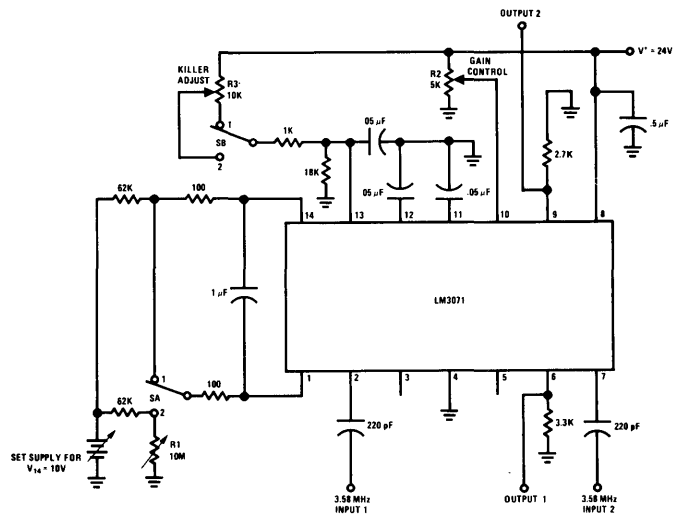 OUTPUT 2
V+ = 24V
KILLER
ADJUST
R3
10K
R2
5K
GAIN
CONTROL
1
SB
2
1K
18K
05 µF
05 µF
.05 µF
2.7K
.5 µF
62K
100
14
13
12
11
10
9
8
1 µF
LM3071
1
SA
2
100
62K
1
2
3
4
5
6
7
SET SUPPLY FOR
V14 = 10V
R1
10M
220 pF
3.3K
220 pF
3.58 MHz
INPUT 1
OUTPUT 1
3.58 MHz
INPUT 2